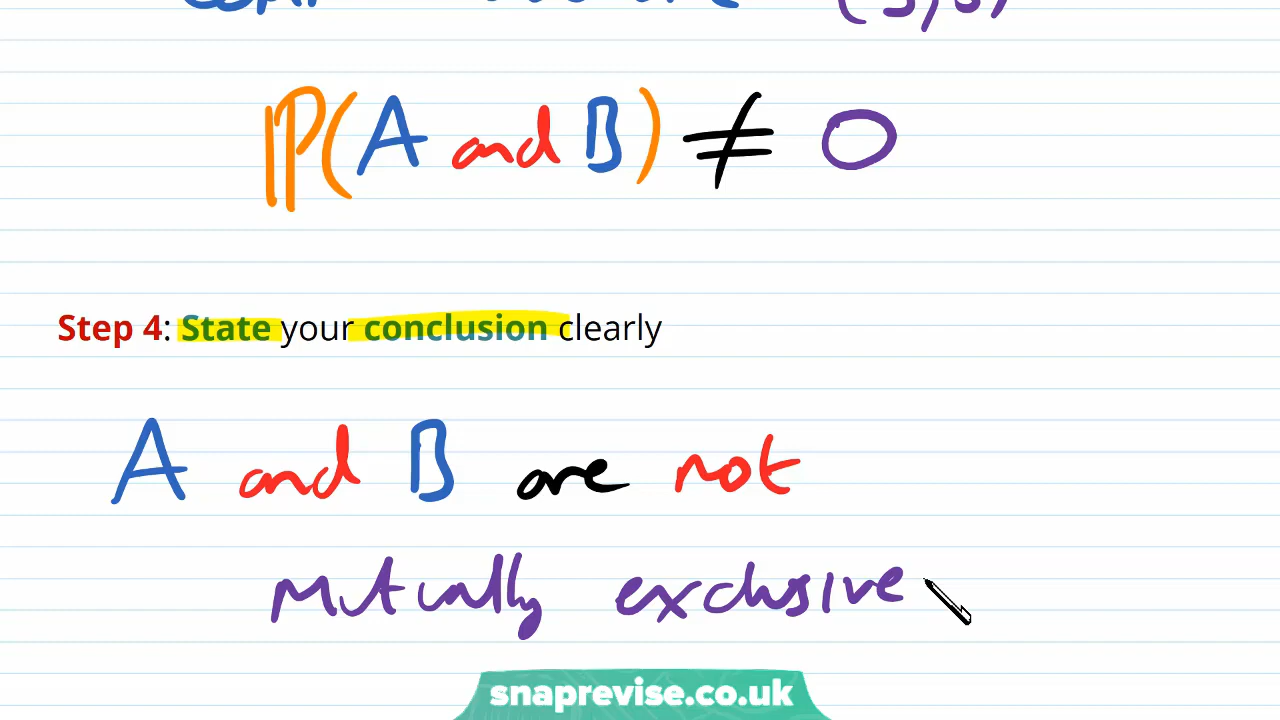 ℙ(A and B) ≠ 0
Step 4: State your conclusion clearly
A and B are not
Mutually exclusive
snaprevise.co.uk